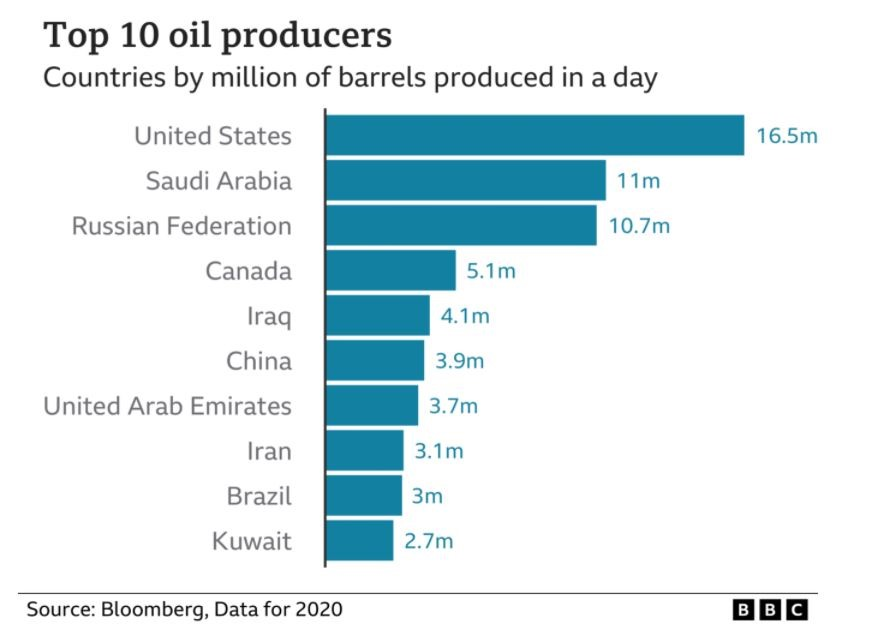 Top 10 oil producers
Countries by million of barrels produced in a day
United States 16.5m
Saudi Arabia 11m
Russian Federation 10.7m
Canada 5.1m
Iraq 4.1m
China 3.9m
United Arab Emirates 3.7m
Iran 3.1m
Brazil 3m
Kuwait 2.7m
Source: Bloomberg, Data for 2020 BBC